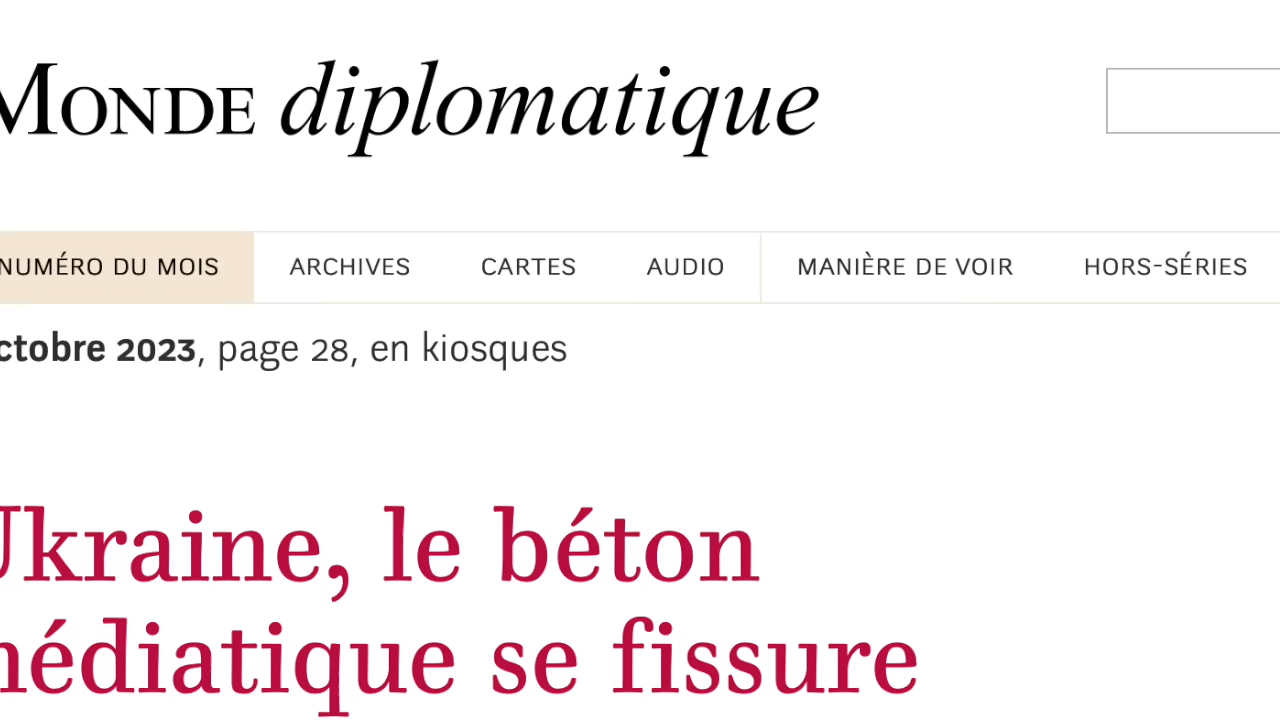 Monde diplomatique
NUMÉRO DU MOIS ARCHIVES CARTES AUDIO MANIÈRE DE VOIR HORS-SÉRIES
ctobre 2023, page 28, en kiosques
Ukraine, le béton
médiatique se fissure